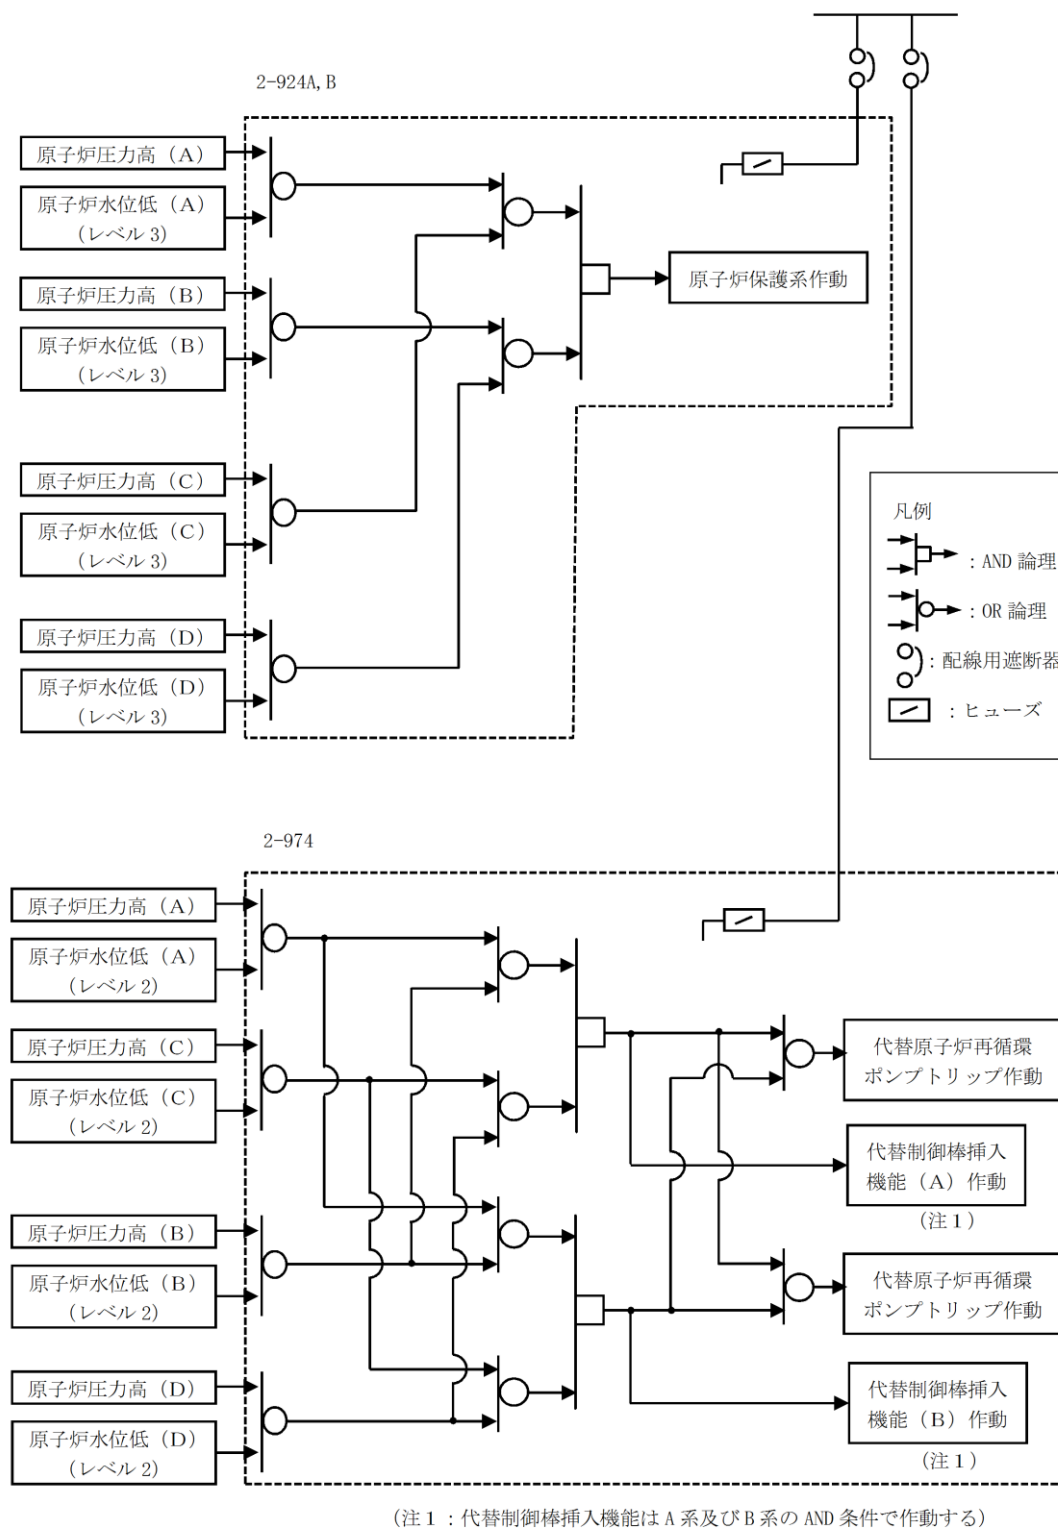 2-924A, B
原子炉圧力高（A）
原子炉水位低（A）
（レベル 3）
原子炉圧力高（B）
原子炉水位低（B）
（レベル 3）
原子炉保護系作動
原子炉圧力高（C）
原子炉水位低（C）
（レベル 3）
原子炉圧力高（D）
原子炉水位低（D）
（レベル 3）
凡例
：AND 論理
：OR 論理
：配線用遮断器
：ヒューズ
2-974
原子炉圧力高（A）
原子炉水位低（A）
（レベル 2）
原子炉圧力高（C）
原子炉水位低（C）
（レベル 2）
原子炉圧力高（B）
原子炉水位低（B）
（レベル 2）
原子炉圧力高（D）
原子炉水位低（D）
（レベル 2）
代替原子炉再循環
ポンプトリップ作動
代替制御棒挿入
機能（A）作動
（注１）
代替原子炉再循環
ポンプトリップ作動
代替制御棒挿入
機能（B）作動
（注１）
（注１：代替制御棒挿入機能は A 系及び B 系の AND 条件で作動する）